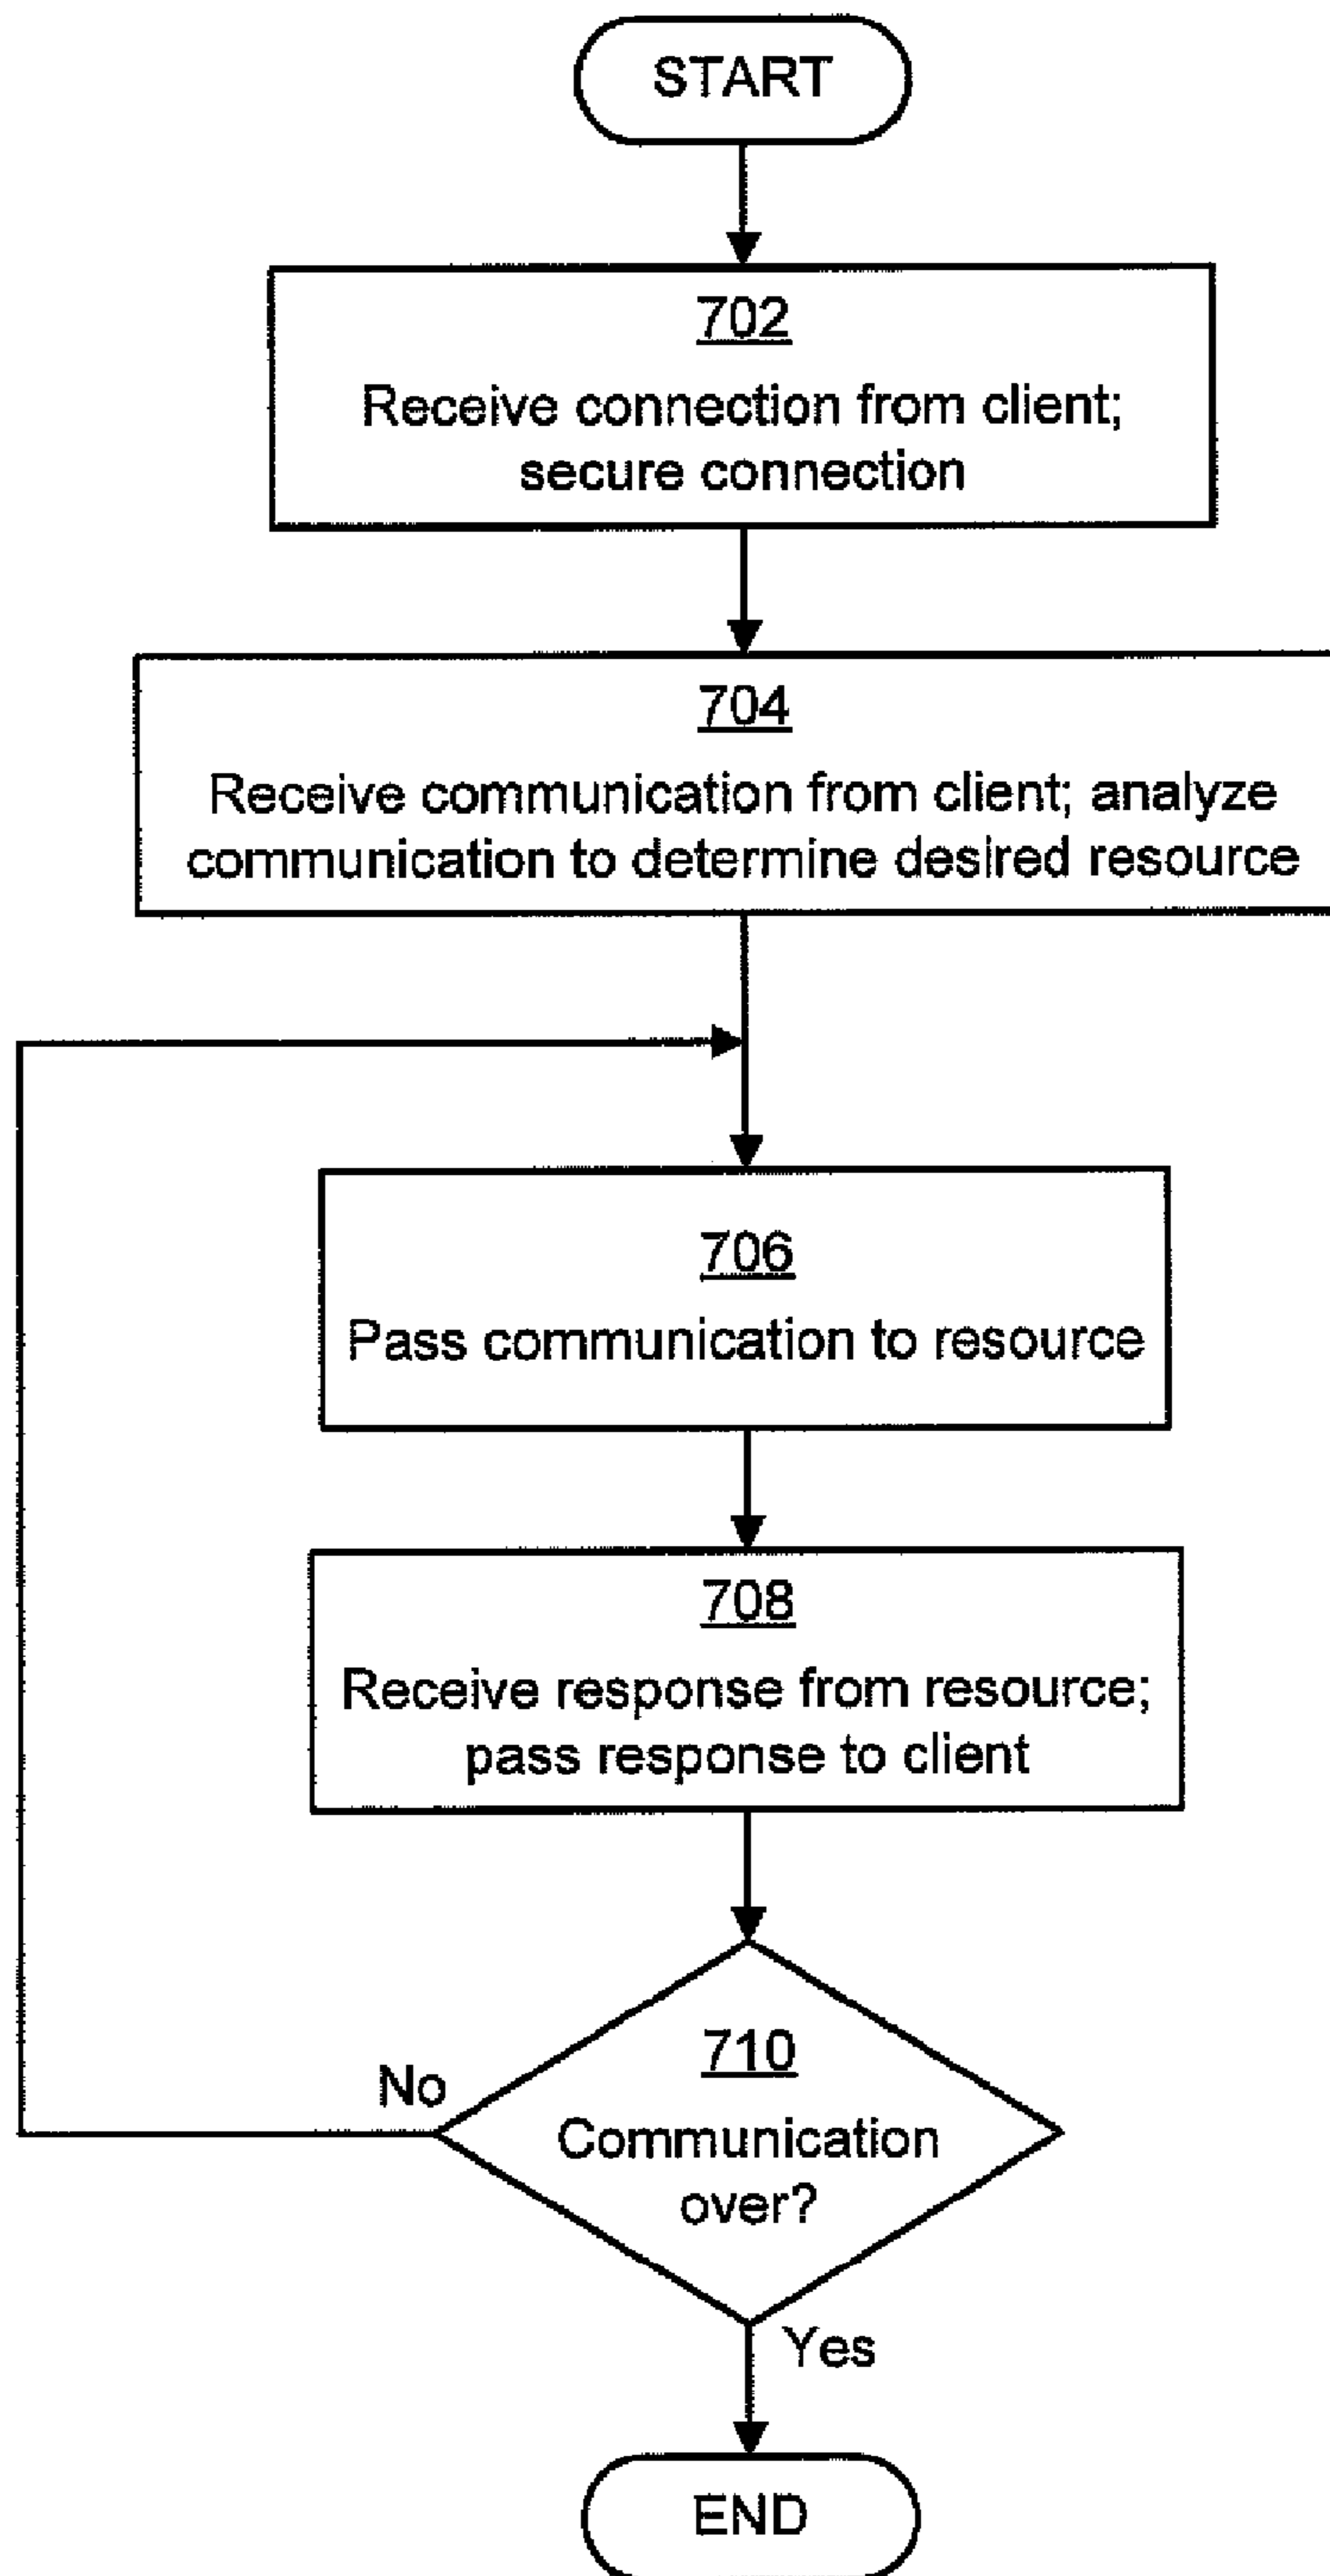 START
702
Receive connection from client;
secure connection
704
Receive communication from client; analyze
communication to determine desired resource
706
Pass communication to resource
708
Receive response from resource;
pass response to client
710
Communication
over?
No
Yes
END